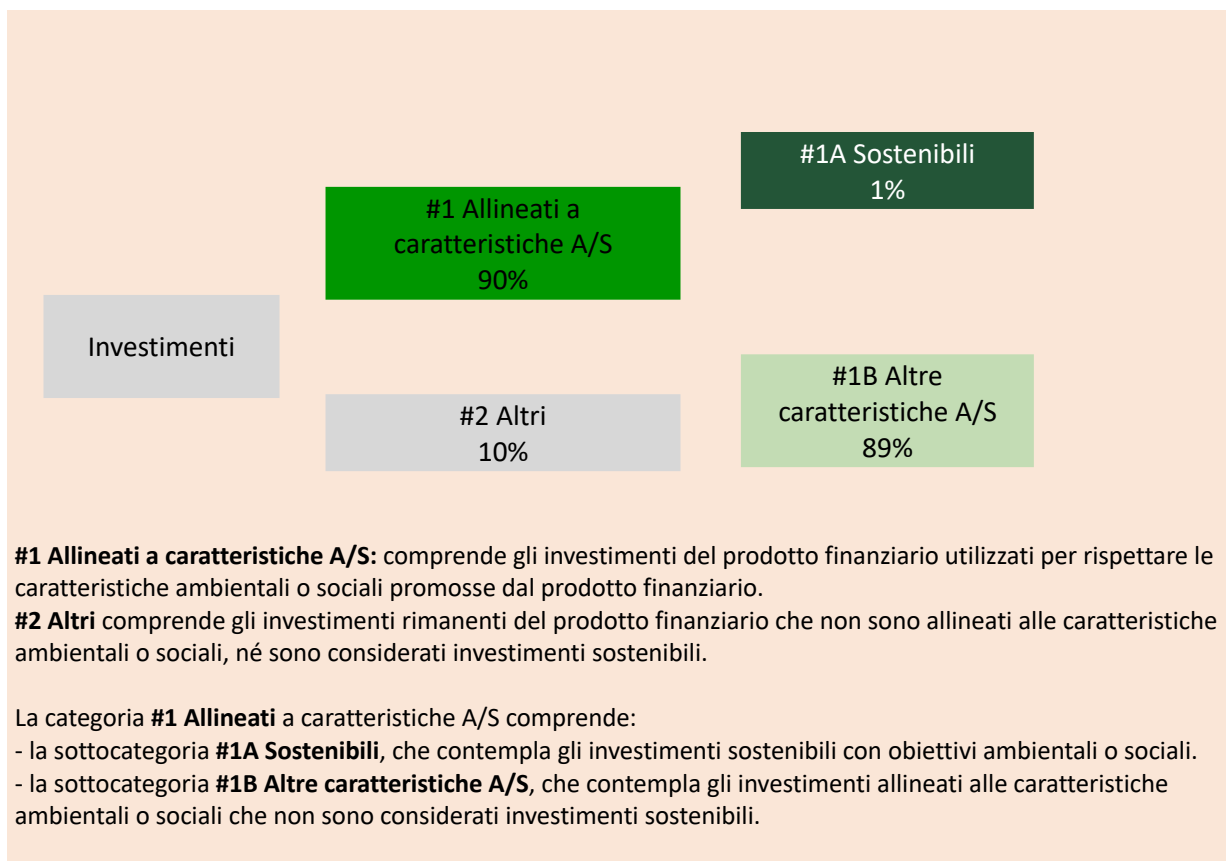 #1A Sostenibili
1%
#1 Allineati a
caratteristiche A/S
90%
Investimenti
#1B Altre
caratteristiche A/S
89%
#2 Altri
10%
#1 Allineati a caratteristiche A/S: comprende gli investimenti del prodotto finanziario utilizzati per rispettare le
caratteristiche ambientali o sociali promosse dal prodotto finanziario.
#2 Altri comprende gli investimenti rimanenti del prodotto finanziario che non sono allineati alle caratteristiche
ambientali o sociali, né sono considerati investimenti sostenibili.
La categoria #1 Allineati a caratteristiche A/S comprende:
- la sottocategoria #1A Sostenibili, che contempla gli investimenti sostenibili con obiettivi ambientali o sociali.
- la sottocategoria #1B Altre caratteristiche A/S, che contempla gli investimenti allineati alle caratteristiche
ambientali o sociali che non sono considerati investimenti sostenibili.